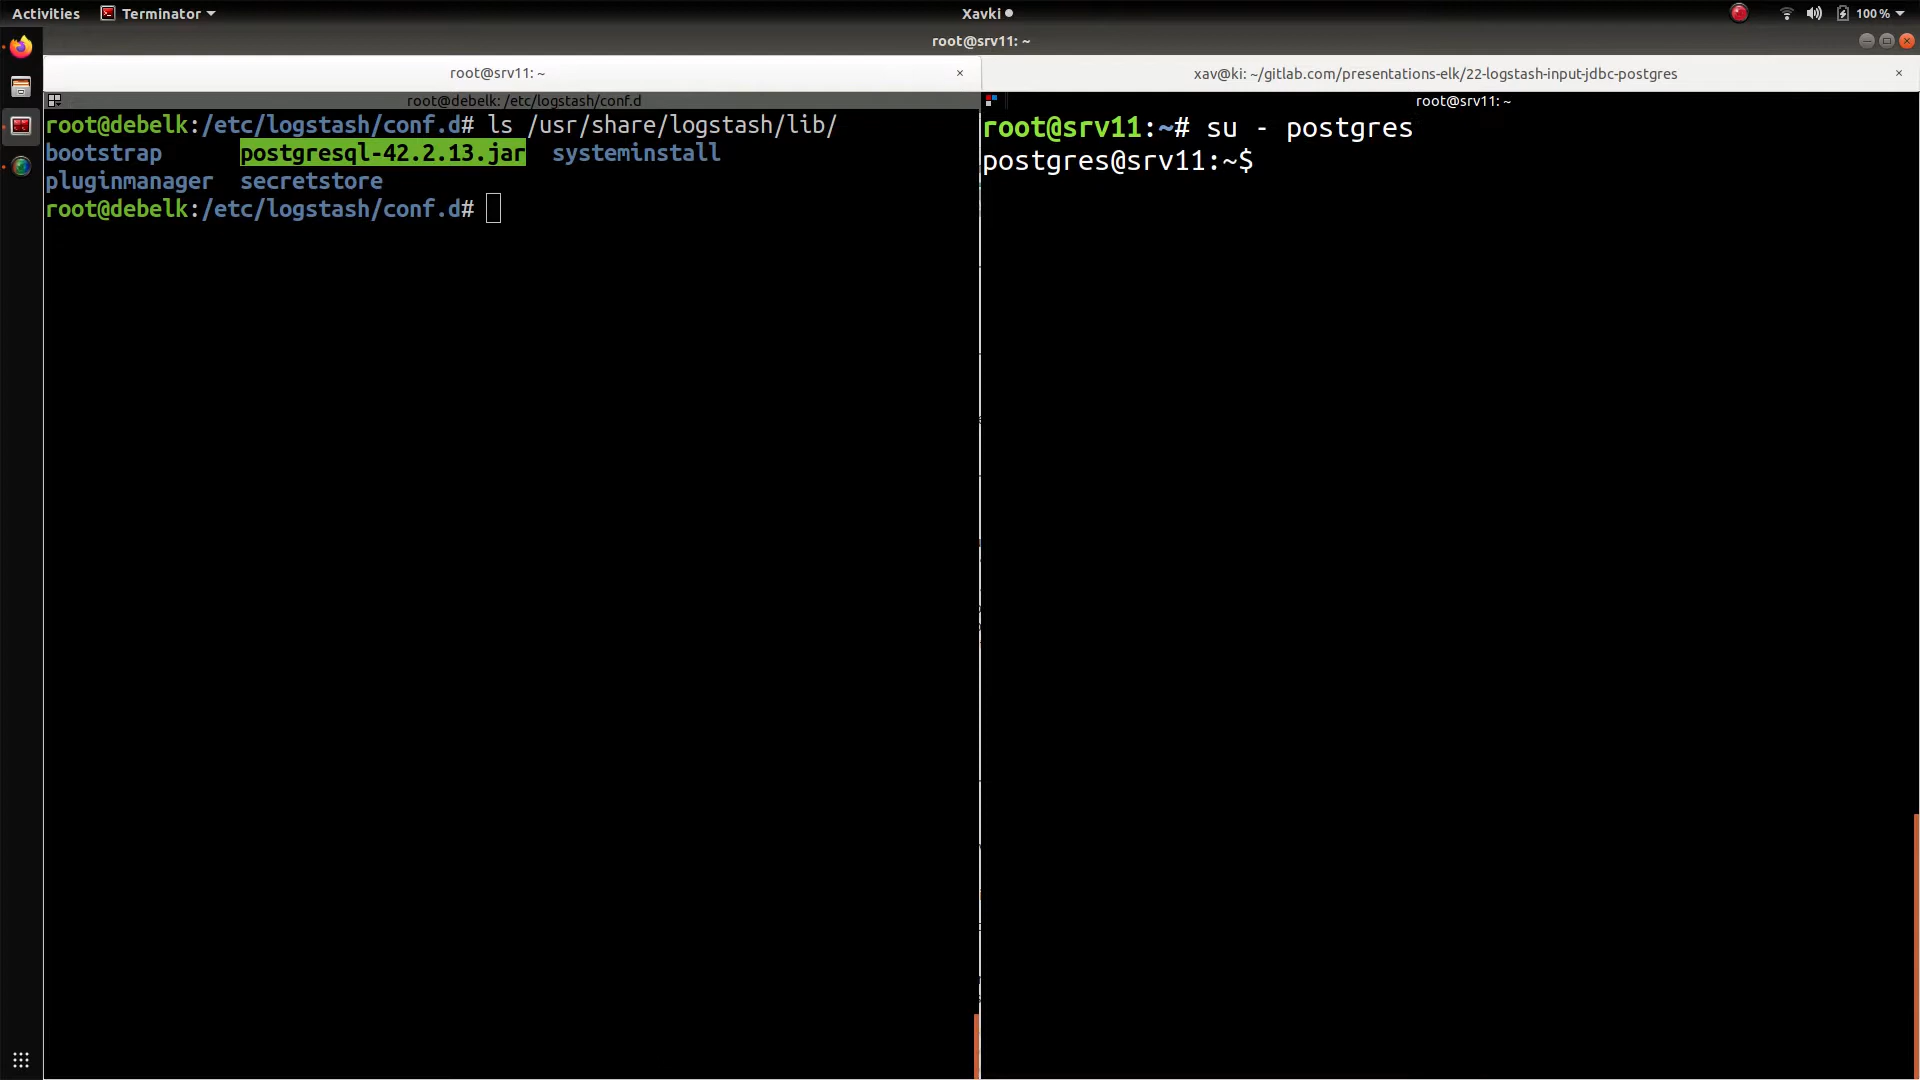 Activities Terminator Xavki 100 %
root@srv11: ~
root@srv11: ~ × xav@ki: ~/gitlab.com/presentations-elk/22-logstash-input-jdbc-postgres ×
root@debelk: /etc/logstash/conf.d
root@debelk:/etc/logstash/conf.d# ls /usr/share/logstash/lib/
bootstrap postgresql-42.2.13.jar systeminstall
pluginmanager secretstore
root@debelk:/etc/logstash/conf.d#
root@srv11: ~
root@srv11:~# su - postgres
postgres@srv11:~$